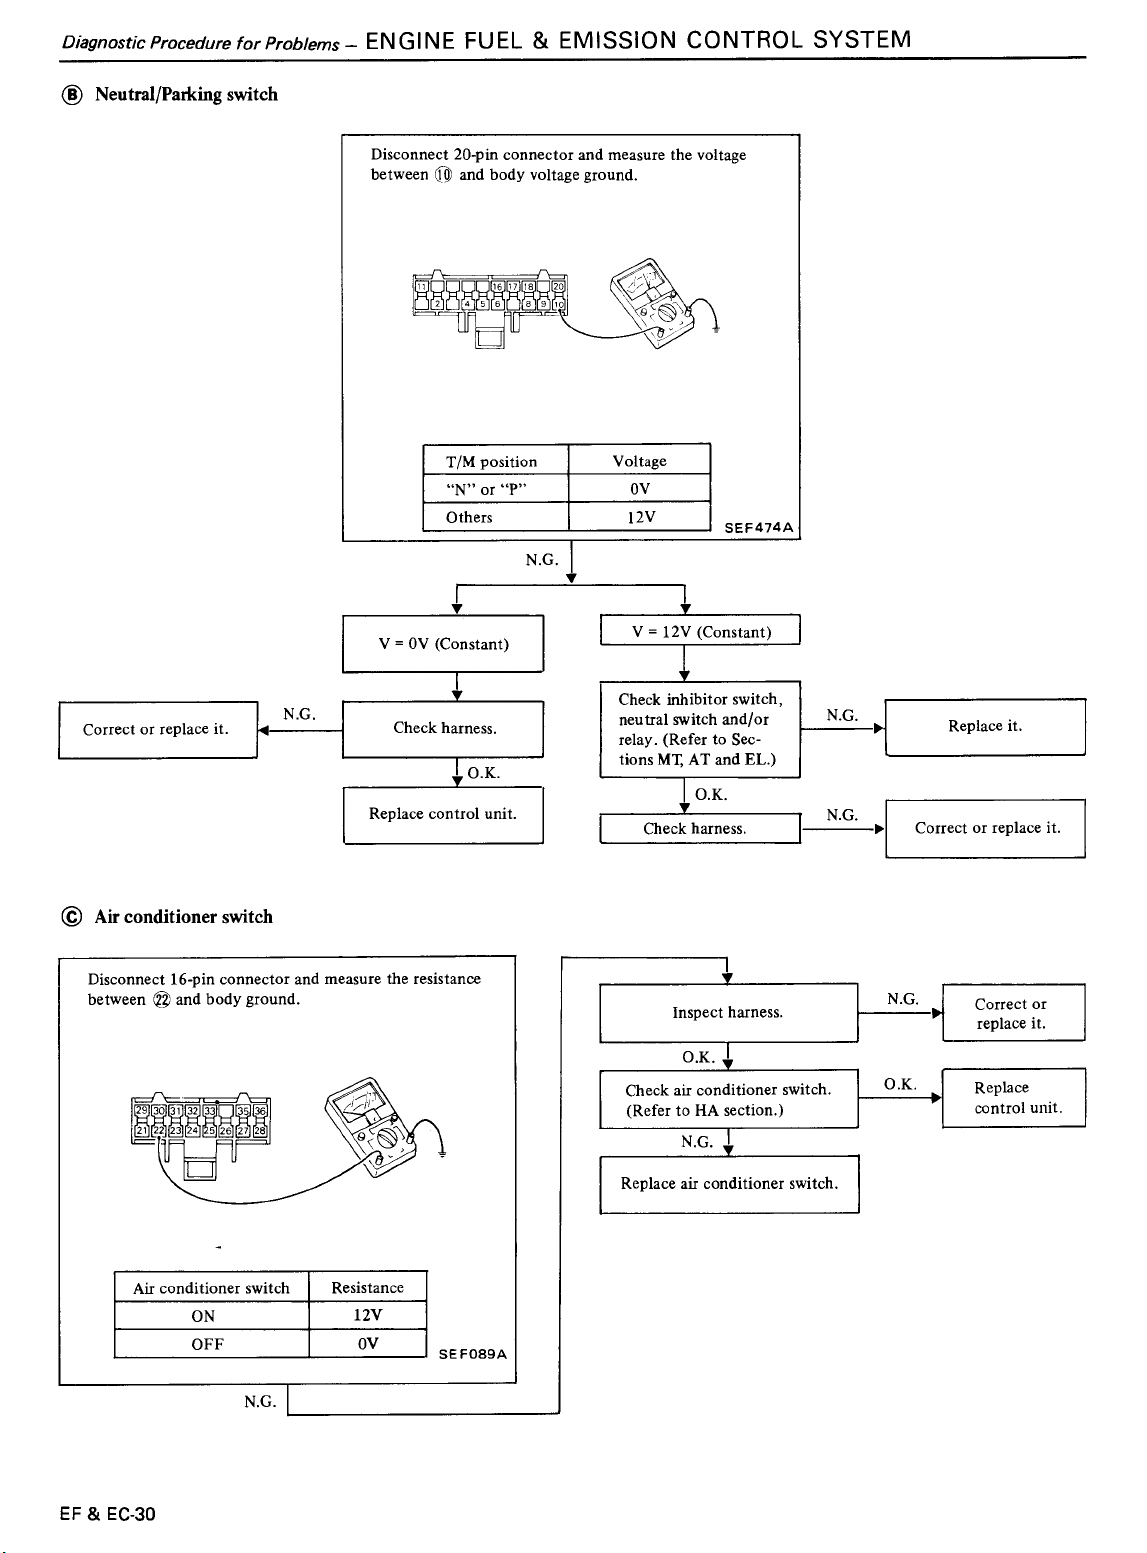 Diagnostic Procedure for Problems – ENGINE FUEL & EMISSION CONTROL SYSTEM
Ⓑ Neutral/Parking switch
Disconnect 20-pin connector and measure the voltage
between ⑩ and body voltage ground.
11 16 17 18 20
2 4 5 6 8 9 10
T/M position Voltage
“N” or “P” 0V
Others 12V
SEF474A
N.G.
V = 0V (Constant)
V = 12V (Constant)
Correct or replace it.
N.G.
Check harness.
O.K.
Replace control unit.
Check inhibitor switch,
neutral switch and/or
relay. (Refer to Sec-
tions MT, AT and EL.)
N.G.
Replace it.
O.K.
Check harness.
N.G.
Correct or replace it.
Ⓒ Air conditioner switch
Disconnect 16-pin connector and measure the resistance
between ㉒ and body ground.
29 30 31 32 33 35 36
21 22 23 24 25 26 27 28
Air conditioner switch Resistance
ON 12V
OFF 0V
SEF089A
N.G.
Inspect harness.
N.G.
Correct or
replace it.
O.K.
Check air conditioner switch.
(Refer to HA section.)
O.K.
Replace
control unit.
N.G.
Replace air conditioner switch.
EF & EC-30